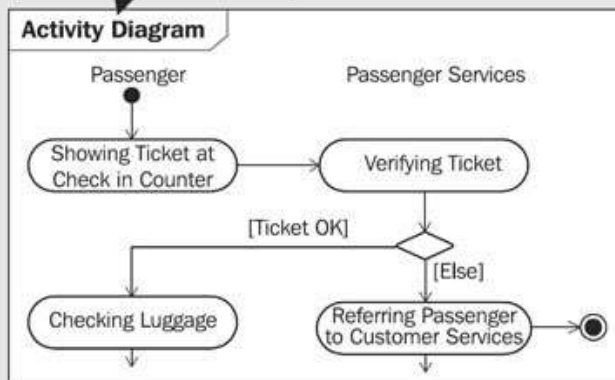 Activity Diagram
Passenger
Passenger Services
Showing Ticket at
Check in Counter
Verifying Ticket
[Ticket OK]
[Else]
Checking Luggage
Referring Passenger
to Customer Services